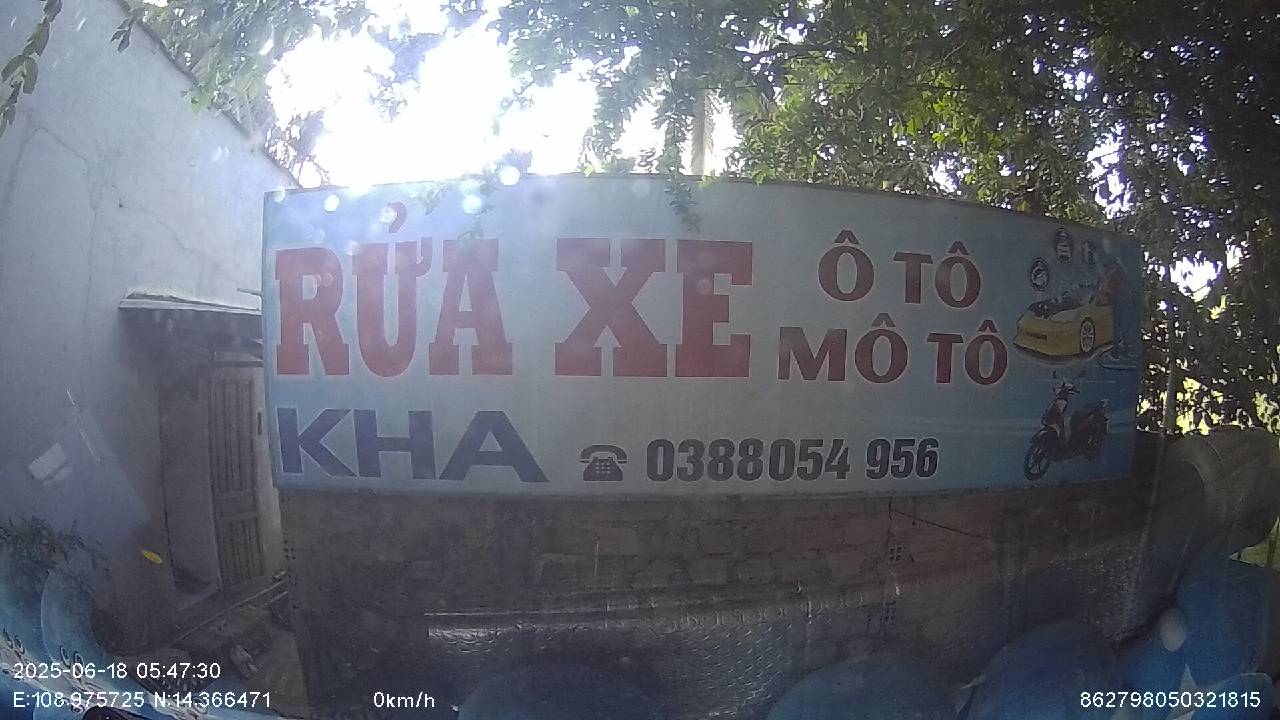 RỬA XE Ô TÔ
MÔ TÔ
KHA 0388054 956
2025-06-18 05:47:30
E:108.975725 N:14.366471 0km/h 862798050321815